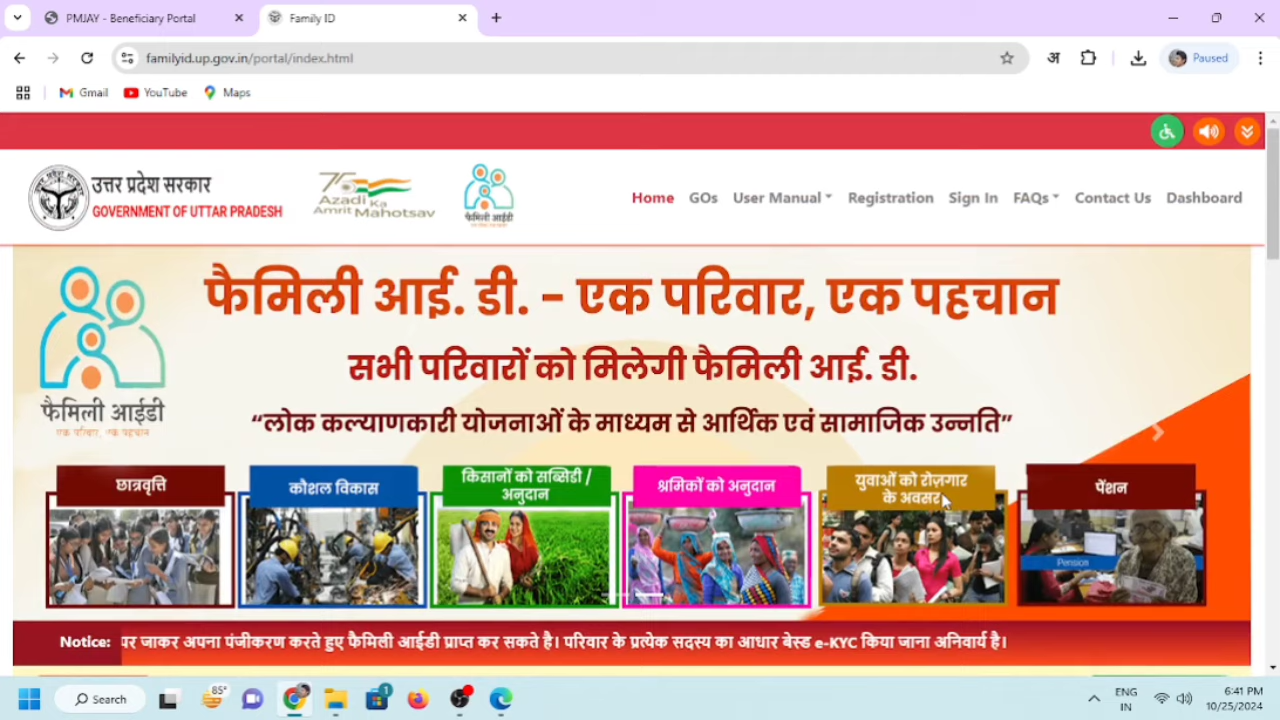 PMJAY - Beneficiary Portal
Family ID
familyid.up.gov.in/portal/index.html
अ
Paused
Gmail
YouTube
Maps
उत्तर प्रदेश सरकार
GOVERNMENT OF UTTAR PRADESH
75
Azadi Ka
Amrit Mahotsav
फैमिली आईडी
Home
GOs
User Manual
Registration
Sign In
FAQs
Contact Us
Dashboard
फैमिली आई. डी. - एक परिवार, एक पहचान
सभी परिवारों को मिलेगी फैमिली आई. डी.
“लोक कल्याणकारी योजनाओं के माध्यम से आर्थिक एवं सामाजिक उन्नति”
फैमिली आईडी
एक परिवार, एक पहचान
छात्रवृत्ति
कौशल विकास
किसानों को सब्सिडी /
अनुदान
श्रमिकों को अनुदान
युवाओं को रोज़गार
के अवसर
पेंशन
Pension
Notice:
पर जाकर अपना पंजीकरण करते हुए फैमिली आईडी प्राप्त कर सकते है। परिवार के प्रत्येक सदस्य का आधार बेस्ड e-KYC किया जाना अनिवार्य है।
Search
85°
1
ENG
IN
6:41 PM
10/25/2024